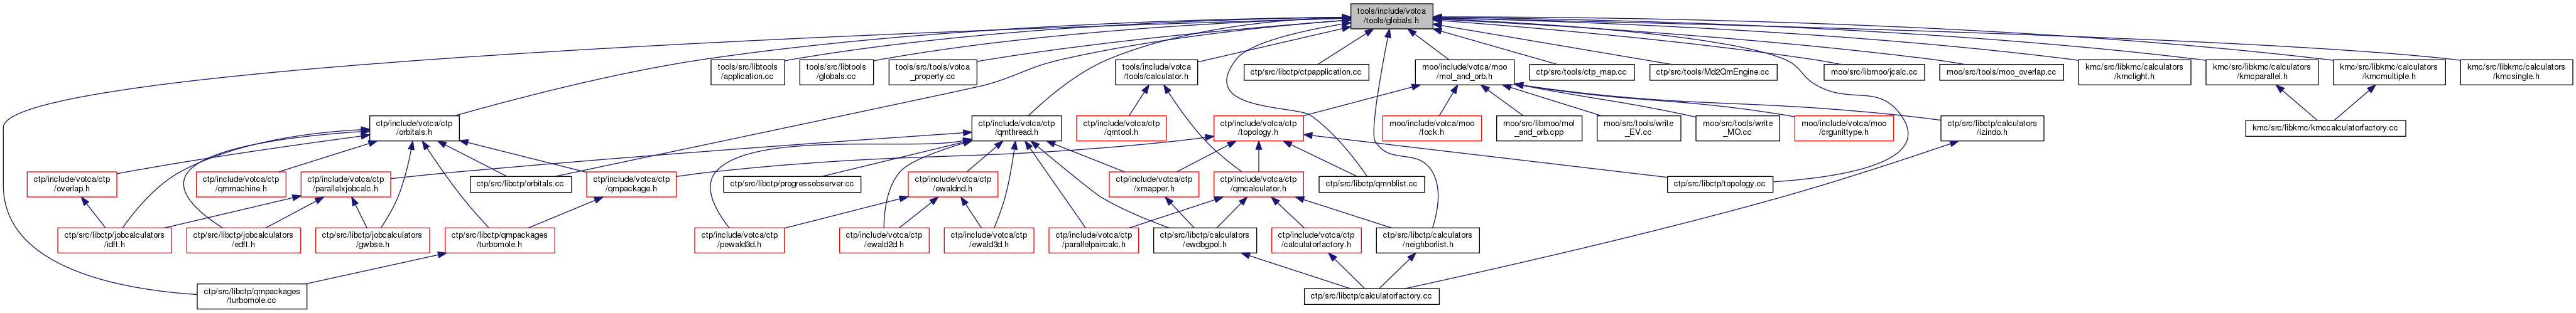 tools/include/votca
/tools/globals.h
tools/src/libtools
/application.cc
tools/src/libtools
/globals.cc
tools/src/tools/votca
_property.cc
tools/include/votca
/tools/calculator.h
ctp/src/libctp/ctpapplication.cc
moo/include/votca/moo
/mol_and_orb.h
ctp/src/tools/ctp_map.cc
ctp/src/tools/Md2QmEngine.cc
moo/src/libmoo/jcalc.cc
moo/src/tools/moo_overlap.cc
kmc/src/libkmc/calculators
/kmclight.h
kmc/src/libkmc/calculators
/kmcparallel.h
kmc/src/libkmc/calculators
/kmcmultiple.h
kmc/src/libkmc/calculators
/kmcsingle.h
ctp/include/votca/ctp
/orbitals.h
ctp/include/votca/ctp
/qmthread.h
ctp/include/votca/ctp
/qmtool.h
ctp/include/votca/ctp
/topology.h
moo/include/votca/moo
/fock.h
moo/src/libmoo/mol
_and_orb.cpp
moo/src/tools/write
_EV.cc
moo/src/tools/write
_MO.cc
moo/include/votca/moo
/crgunittype.h
ctp/src/libctp/calculators
/izindo.h
kmc/src/libkmc/kmccalculatorfactory.cc
ctp/include/votca/ctp
/overlap.h
ctp/include/votca/ctp
/qmmachine.h
ctp/include/votca/ctp
/parallelxjobcalc.h
ctp/src/libctp/orbitals.cc
ctp/include/votca/ctp
/qmpackage.h
ctp/src/libctp/progressobserver.cc
ctp/include/votca/ctp
/ewaldnd.h
ctp/include/votca/ctp
/xmapper.h
ctp/include/votca/ctp
/qmcalculator.h
ctp/src/libctp/qmnblist.cc
ctp/src/libctp/topology.cc
ctp/src/libctp/jobcalculators
/idft.h
ctp/src/libctp/jobcalculators
/edft.h
ctp/src/libctp/jobcalculators
/gwbse.h
ctp/src/libctp/qmpackages
/turbomole.h
ctp/include/votca/ctp
/pewald3d.h
ctp/include/votca/ctp
/ewald2d.h
ctp/include/votca/ctp
/ewald3d.h
ctp/include/votca/ctp
/parallelpaircalc.h
ctp/src/libctp/calculators
/ewdbgpol.h
ctp/include/votca/ctp
/calculatorfactory.h
ctp/src/libctp/calculators
/neighborlist.h
ctp/src/libctp/qmpackages
/turbomole.cc
ctp/src/libctp/calculatorfactory.cc